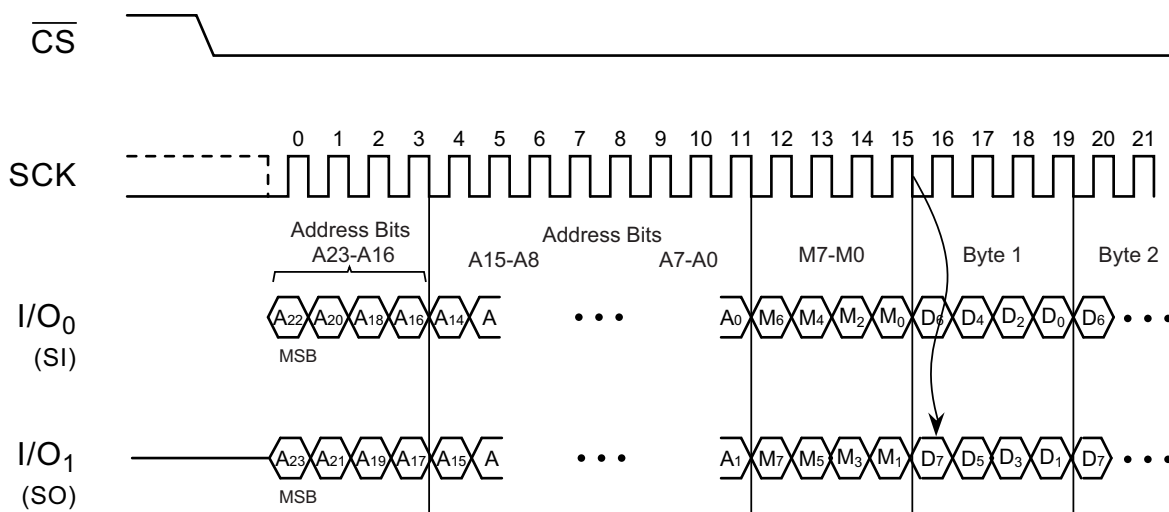 CS
0 1 2 3 4 5 6 7 8 9 10 11 12 13 14 15 16 17 18 19 20 21
SCK
Address Bits
A23-A16
Address Bits
A15-A8 A7-A0
M7-M0
Byte 1
Byte 2
I/O0
(SI)
A22 A20 A18 A16 A14 A • • • A0 M6 M4 M2 M0 D6 D4 D2 D0 D6 • • •
MSB
I/O1
(SO)
A23 A21 A19 A17 A15 A • • • A1 M7 M5 M3 M1 D7 D5 D3 D1 D7 • • •
MSB